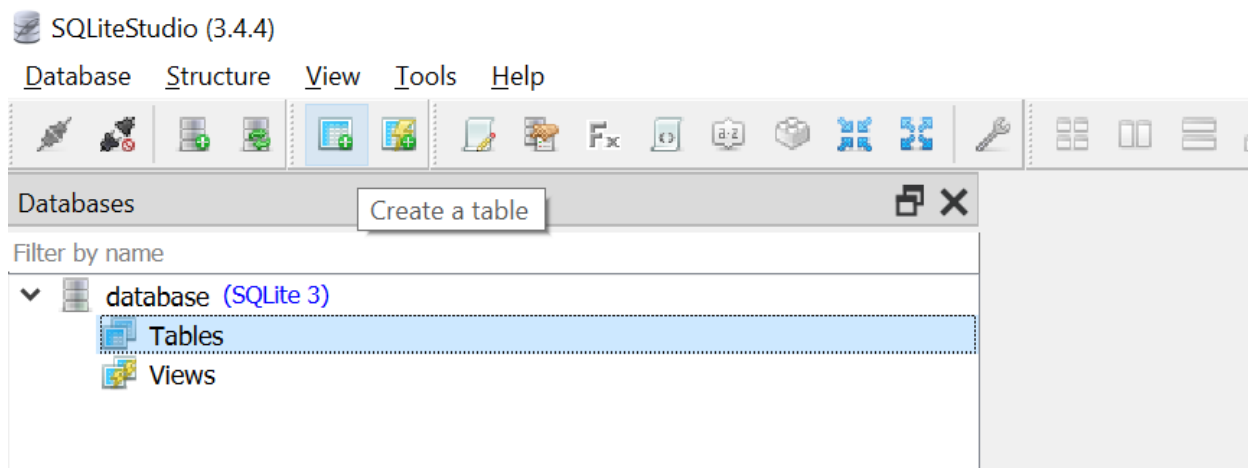 SQLiteStudio (3.4.4)
Database Structure View Tools Help
Fx a·z
Databases
Create a table
Filter by name
database (SQLite 3)
Tables
Views